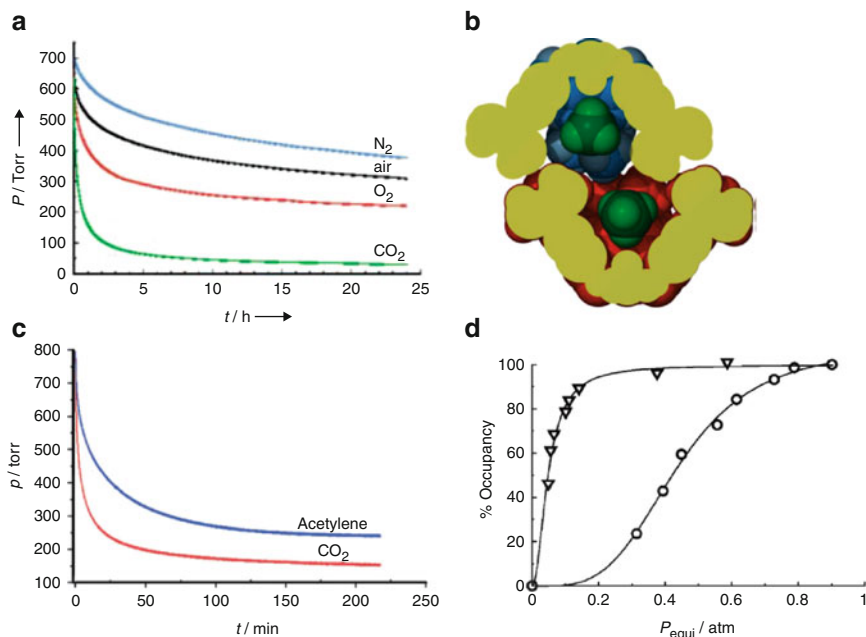 a
P / Torr
700
600
500
400
300
200
100
0
N2
air
O2
CO2
0 5 10 15 20 25
t / h
b
c
p / torr
800
700
600
500
400
300
200
100
Acetylene
CO2
0 50 100 150 200 250
t / min
d
% Occupancy
100
80
60
40
20
0
0 0.2 0.4 0.6 0.8 1
Pequi / atm